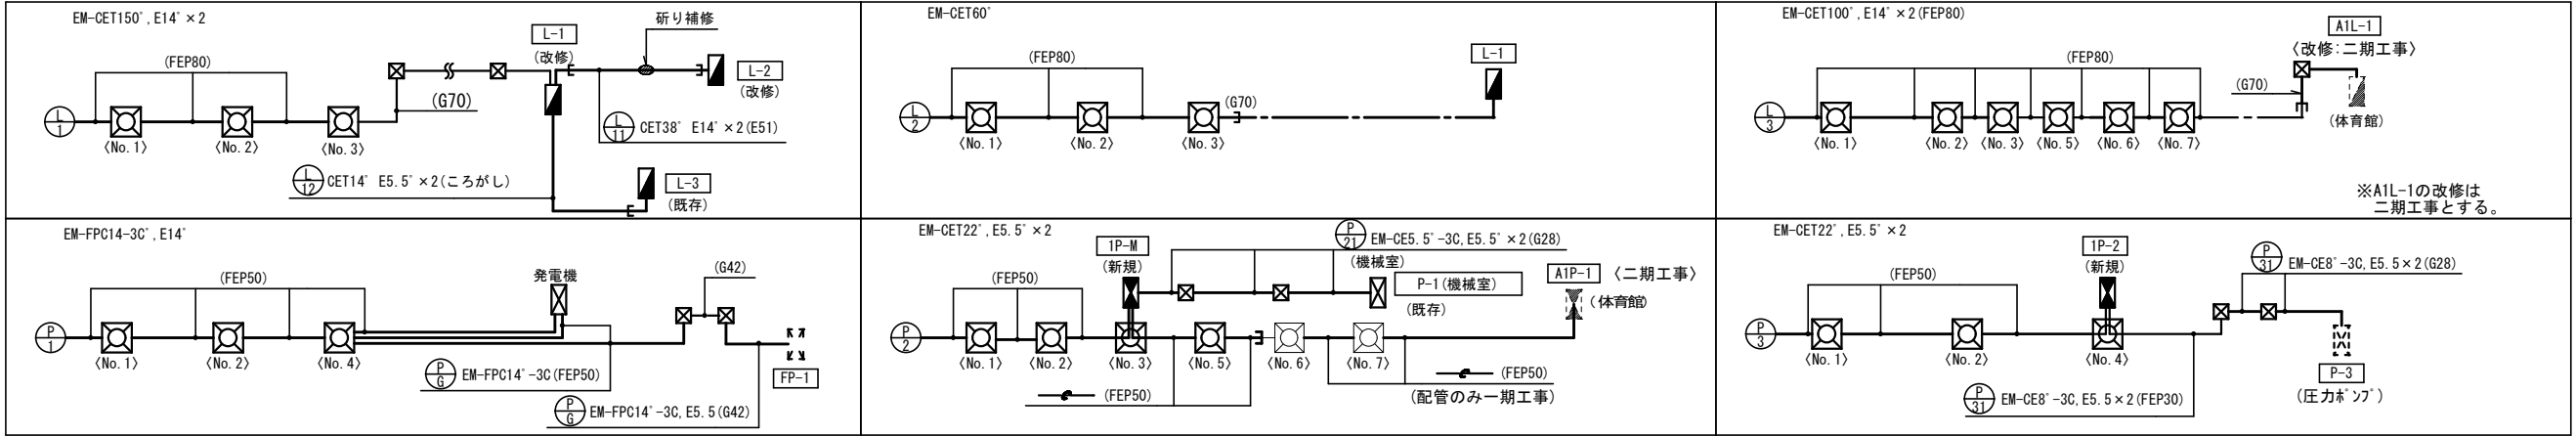 EM-CET150°, E14°×2
斫り補修
L-1
(改修)
(FEP80)
L-2
(改修)
(G70)
L
1
L
11
CET38° E14°×2(E51)
〈No. 1〉
〈No. 2〉
〈No. 3〉
L
12
CET14° E5.5°×2(ころがし)
L-3
(既存)
EM-CET60°
(FEP80)
L-1
L
2
(G70)
〈No. 1〉
〈No. 2〉
〈No. 3〉
EM-CET100°, E14°×2(FEP80)
A1L-1
〈改修:二期工事〉
(FEP80)
(G70)
L
3
(体育館)
〈No. 1〉
〈No. 2〉
〈No. 3〉
〈No. 5〉
〈No. 6〉
〈No. 7〉
※A1L-1の改修は
二期工事とする。
EM-FPC14-3C°, E14°
(FEP50)
発電機
(G42)
P
1
〈No. 1〉
〈No. 2〉
〈No. 4〉
P
G
EM-FPC14°-3C(FEP50)
FP-1
P
G
EM-FPC14°-3C, E5.5(G42)
EM-CET22°, E5.5°×2
1P-M
(新規)
P
21
EM-CE5.5°-3C, E5.5°×2(G28)
(機械室)
P-1(機械室)
(既存)
A1P-1
〈二期工事〉
(体育館)
(FEP50)
P
2
〈No. 1〉
〈No. 2〉
〈No. 3〉
〈No. 5〉
〈No. 6〉
〈No. 7〉
(FEP50)
(FEP50)
(配管のみ一期工事)
EM-CET22°, E5.5°×2
1P-2
(新規)
P
31
EM-CE8°-3C, E5.5×2(G28)
(FEP50)
P
3
〈No. 1〉
〈No. 2〉
〈No. 4〉
P-3
(圧力ﾎﾟﾝﾌﾟ)
P
31
EM-CE8°-3C, E5.5×2(FEP30)